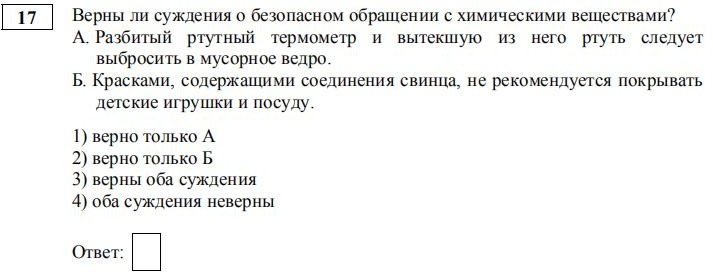 17 Верны ли суждения о безопасном обращении с химическими веществами?
А. Разбитый ртутный термометр и вытекшую из него ртуть следует
выбросить в мусорное ведро.
Б. Красками, содержащими соединения свинца, не рекомендуется покрывать
детские игрушки и посуду.
1) верно только А
2) верно только Б
3) верны оба суждения
4) оба суждения неверны
Ответ: